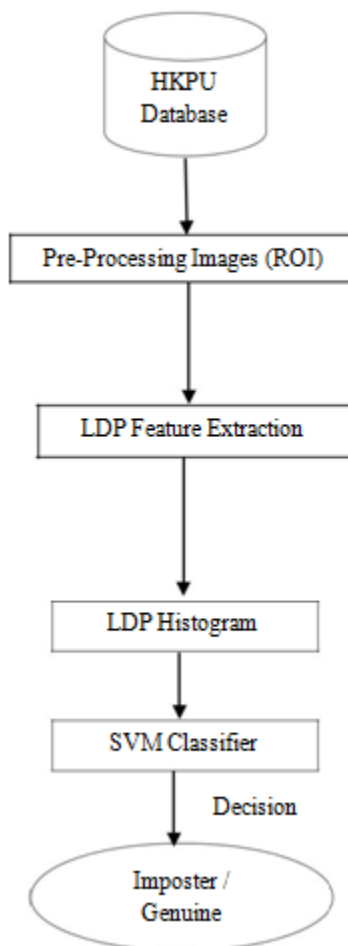 HKPU
Database
Pre-Processing Images (ROI)
LDP Feature Extraction
LDP Histogram
SVM Classifier
Decision
Imposter /
Genuine